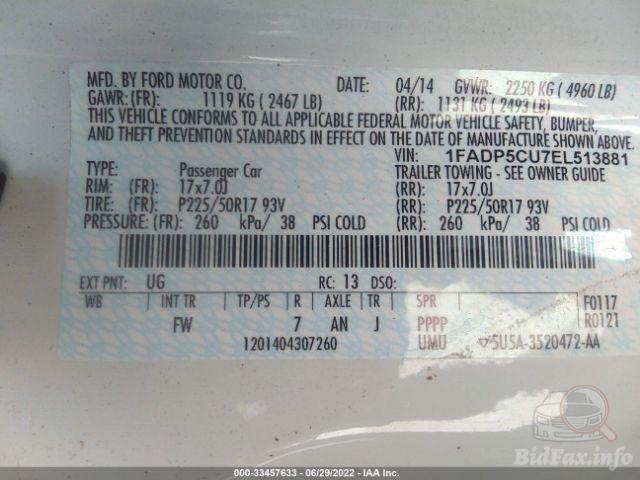 MFD. BY FORD MOTOR CO. DATE: 04/14 GVWR: 2250 KG ( 4960 LB)
GAWR:(FR): 1119 KG ( 2467 LB) (RR): 1131 KG ( 2493 LB)
THIS VEHICLE CONFORMS TO ALL APPLICABLE FEDERAL MOTOR VEHICLE SAFETY, BUMPER,
AND THEFT PREVENTION STANDARDS IN EFFECT ON THE DATE OF MANUFACTURE SHOWN ABOVE.
VIN: 1FADP5CU7EL513881
TYPE: Passenger Car TRAILER TOWING - SEE OWNER GUIDE
RIM: (FR): 17x7.0J (RR): 17x7.0J
TIRE: (FR): P225/50R17 93V (RR): P225/50R17 93V
PRESSURE: (FR): 260 kPa/ 38 PSI COLD (RR): 260 kPa/ 38 PSI COLD
EXT PNT: UG RC: 13 DSO:
WB INT TR TP/PS R AXLE TR SPR F0117
FW 7 AN J PPPP R0121
1201404307260 UMU 5U5A-3520472-AA
BidFax.info
000-33457633 / 06/29/2022 - IAA Inc.